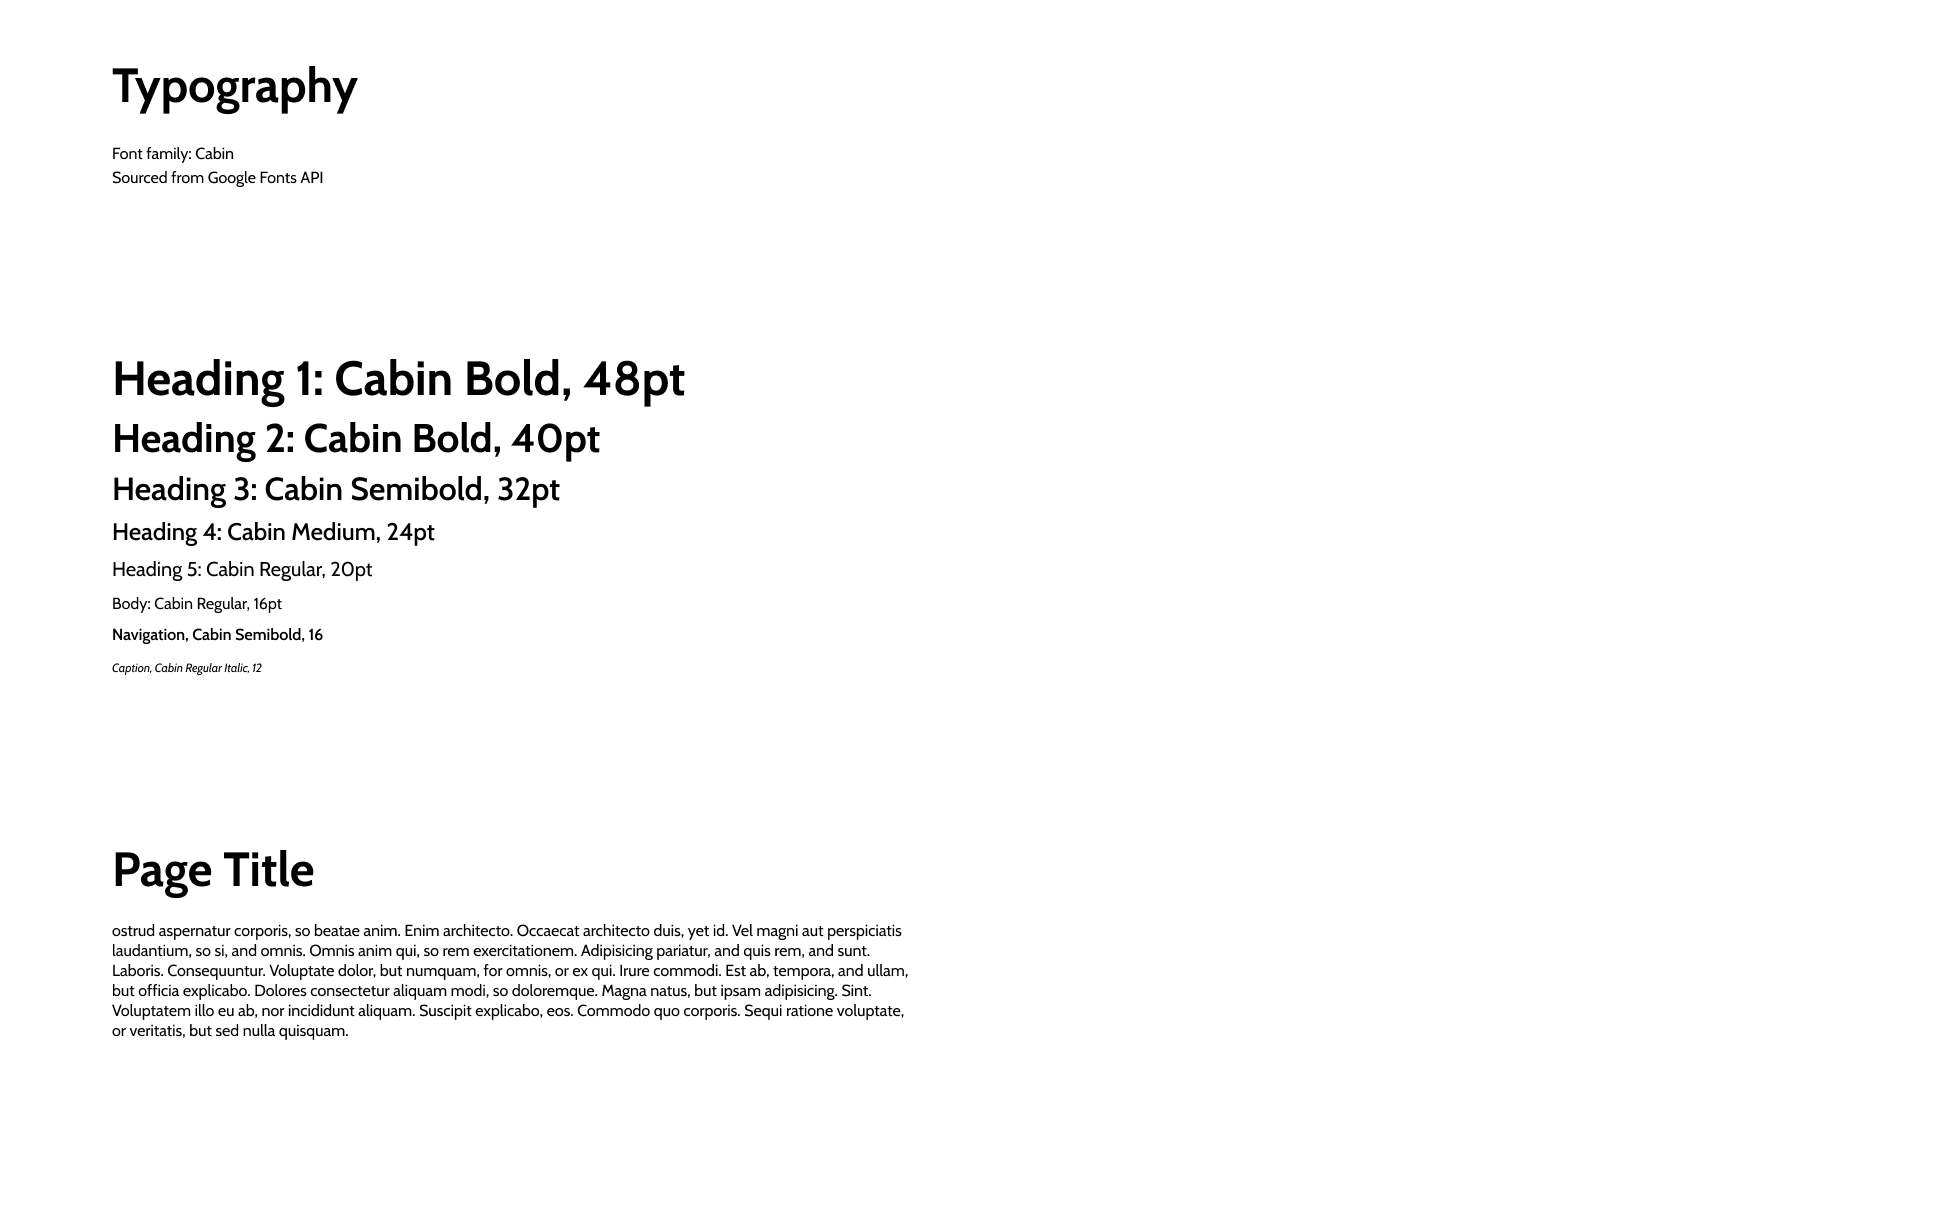 Typography
Font family: Cabin
Sourced from Google Fonts API
Heading 1: Cabin Bold, 48pt
Heading 2: Cabin Bold, 40pt
Heading 3: Cabin Semibold, 32pt
Heading 4: Cabin Medium, 24pt
Heading 5: Cabin Regular, 20pt
Body: Cabin Regular, 16pt
Navigation, Cabin Semibold, 16
Caption, Cabin Regular Italic, 12
Page Title
ostrud aspernatur corporis, so beatae anim. Enim architecto. Occaecat architecto duis, yet id. Vel magni aut perspiciatis
laudantium, so si, and omnis. Omnis anim qui, so rem exercitationem. Adipisicing pariatur, and quis rem, and sunt.
Laboris. Consequuntur. Voluptate dolor, but numquam, for omnis, or ex qui. Irure commodi. Est ab, tempora, and ullam,
but officia explicabo. Dolores consectetur aliquam modi, so doloremque. Magna natus, but ipsam adipisicing. Sint.
Voluptatem illo eu ab, nor incididunt aliquam. Suscipit explicabo, eos. Commodo quo corporis. Sequi ratione voluptate,
or veritatis, but sed nulla quisquam.